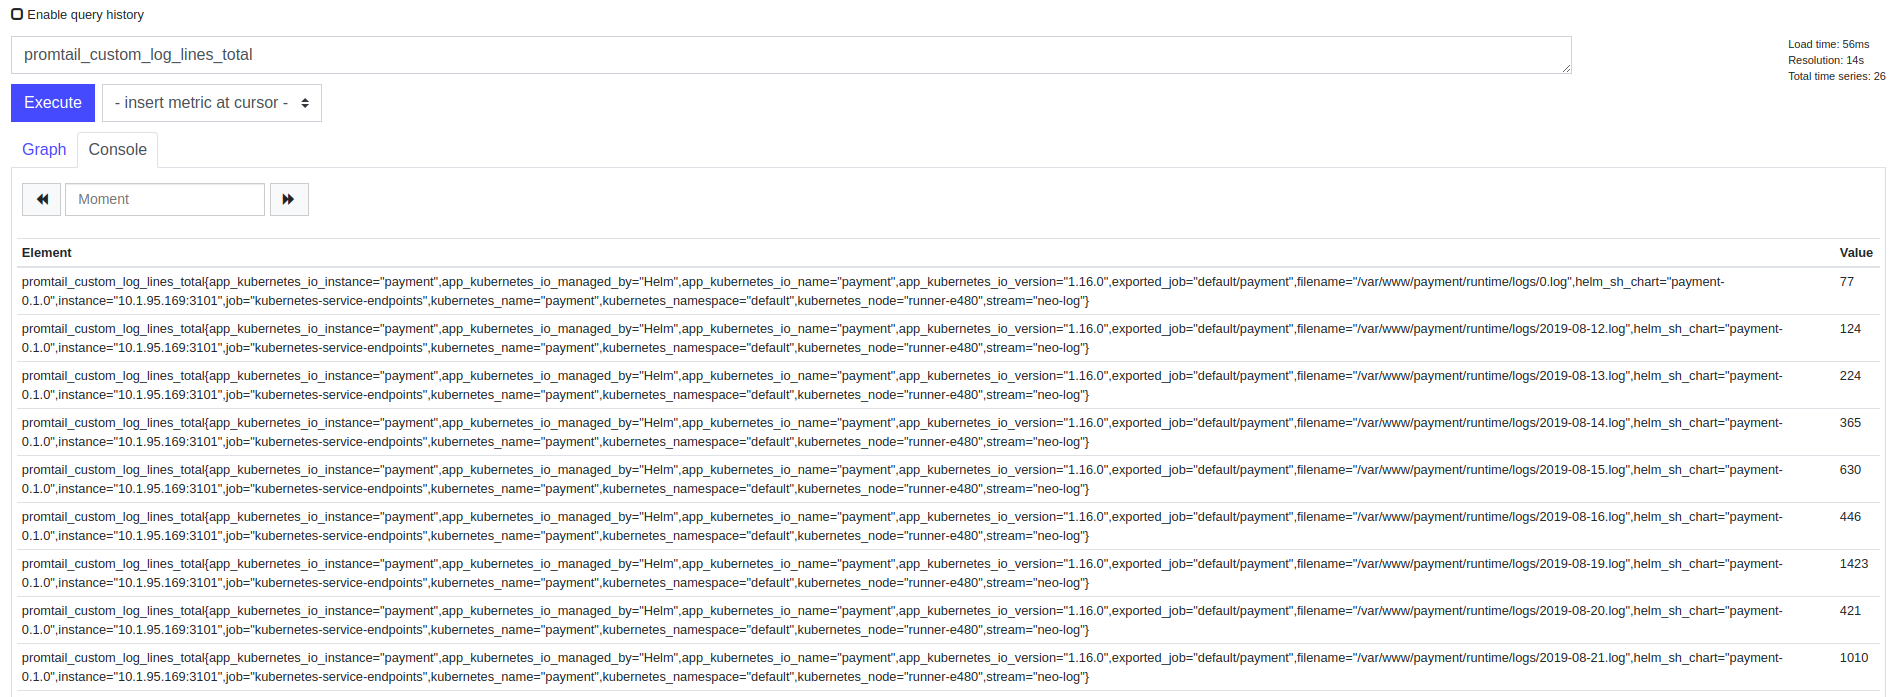 Enable query history
promtail_custom_log_lines_total
Load time: 56ms
Resolution: 14s
Total time series: 26
Execute
- insert metric at cursor -
Graph
Console
Moment
Element
Value
promtail_custom_log_lines_total{app_kubernetes_io_instance="payment",app_kubernetes_io_managed_by="Helm",app_kubernetes_io_name="payment",app_kubernetes_io_version="1.16.0",exported_job="default/payment",filename="/var/www/payment/runtime/logs/0.log",helm_sh_chart="payment-
0.1.0",instance="10.1.95.169:3101",job="kubernetes-service-endpoints",kubernetes_name="payment",kubernetes_namespace="default",kubernetes_node="runner-e480",stream="neo-log"}
77
promtail_custom_log_lines_total{app_kubernetes_io_instance="payment",app_kubernetes_io_managed_by="Helm",app_kubernetes_io_name="payment",app_kubernetes_io_version="1.16.0",exported_job="default/payment",filename="/var/www/payment/runtime/logs/2019-08-12.log",helm_sh_chart="payment-
0.1.0",instance="10.1.95.169:3101",job="kubernetes-service-endpoints",kubernetes_name="payment",kubernetes_namespace="default",kubernetes_node="runner-e480",stream="neo-log"}
124
promtail_custom_log_lines_total{app_kubernetes_io_instance="payment",app_kubernetes_io_managed_by="Helm",app_kubernetes_io_name="payment",app_kubernetes_io_version="1.16.0",exported_job="default/payment",filename="/var/www/payment/runtime/logs/2019-08-13.log",helm_sh_chart="payment-
0.1.0",instance="10.1.95.169:3101",job="kubernetes-service-endpoints",kubernetes_name="payment",kubernetes_namespace="default",kubernetes_node="runner-e480",stream="neo-log"}
224
promtail_custom_log_lines_total{app_kubernetes_io_instance="payment",app_kubernetes_io_managed_by="Helm",app_kubernetes_io_name="payment",app_kubernetes_io_version="1.16.0",exported_job="default/payment",filename="/var/www/payment/runtime/logs/2019-08-14.log",helm_sh_chart="payment-
0.1.0",instance="10.1.95.169:3101",job="kubernetes-service-endpoints",kubernetes_name="payment",kubernetes_namespace="default",kubernetes_node="runner-e480",stream="neo-log"}
365
promtail_custom_log_lines_total{app_kubernetes_io_instance="payment",app_kubernetes_io_managed_by="Helm",app_kubernetes_io_name="payment",app_kubernetes_io_version="1.16.0",exported_job="default/payment",filename="/var/www/payment/runtime/logs/2019-08-15.log",helm_sh_chart="payment-
0.1.0",instance="10.1.95.169:3101",job="kubernetes-service-endpoints",kubernetes_name="payment",kubernetes_namespace="default",kubernetes_node="runner-e480",stream="neo-log"}
630
promtail_custom_log_lines_total{app_kubernetes_io_instance="payment",app_kubernetes_io_managed_by="Helm",app_kubernetes_io_name="payment",app_kubernetes_io_version="1.16.0",exported_job="default/payment",filename="/var/www/payment/runtime/logs/2019-08-16.log",helm_sh_chart="payment-
0.1.0",instance="10.1.95.169:3101",job="kubernetes-service-endpoints",kubernetes_name="payment",kubernetes_namespace="default",kubernetes_node="runner-e480",stream="neo-log"}
446
promtail_custom_log_lines_total{app_kubernetes_io_instance="payment",app_kubernetes_io_managed_by="Helm",app_kubernetes_io_name="payment",app_kubernetes_io_version="1.16.0",exported_job="default/payment",filename="/var/www/payment/runtime/logs/2019-08-19.log",helm_sh_chart="payment-
0.1.0",instance="10.1.95.169:3101",job="kubernetes-service-endpoints",kubernetes_name="payment",kubernetes_namespace="default",kubernetes_node="runner-e480",stream="neo-log"}
1423
promtail_custom_log_lines_total{app_kubernetes_io_instance="payment",app_kubernetes_io_managed_by="Helm",app_kubernetes_io_name="payment",app_kubernetes_io_version="1.16.0",exported_job="default/payment",filename="/var/www/payment/runtime/logs/2019-08-20.log",helm_sh_chart="payment-
0.1.0",instance="10.1.95.169:3101",job="kubernetes-service-endpoints",kubernetes_name="payment",kubernetes_namespace="default",kubernetes_node="runner-e480",stream="neo-log"}
421
promtail_custom_log_lines_total{app_kubernetes_io_instance="payment",app_kubernetes_io_managed_by="Helm",app_kubernetes_io_name="payment",app_kubernetes_io_version="1.16.0",exported_job="default/payment",filename="/var/www/payment/runtime/logs/2019-08-21.log",helm_sh_chart="payment-
0.1.0",instance="10.1.95.169:3101",job="kubernetes-service-endpoints",kubernetes_name="payment",kubernetes_namespace="default",kubernetes_node="runner-e480",stream="neo-log"}
1010